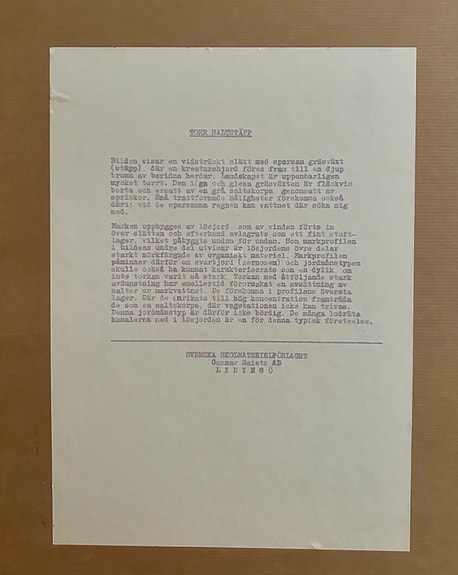 TORR SALTSTÄPP
Bilden visar en vidsträckt slätt med sparsam gräsväxt
(stäpp), där en kreaturshjord föres fram till en djup
brunn av beridna herdar. Landskapet är uppenbarligen
mycket torrt. Den låga och glesa gräsväxten är fläckvis
borta och ersatt av en grå saltskorpa genomsatt av
sprickor. Små trattformade håligheter förekomma också
däri; vid de sparsamma regnen kan vattnet där söka sig
ned.
Marken uppbygges av lössjord, som av vinden förts in
över slätten och efterhand avlagrats som ett fint stoft-
lager, vilket påbyggts undan för undan. Som markprofilen
i bildens undre del utvisar är lössjordens övre delar
starkt mörkfärgade av organiskt materiel. Markprofilen
påminner därför om svartjord (zernosem) och jordmånstypen
skulle också ha kunnat karakteriserats som en dylik om
inte torkan varit så stark. Torkan med åtföljande stark
avdunstning har emellertid förorsakat en avsättning av
salter ur markvattnet. De förekomma i profilens översta
lager. Där de anrikats till hög koncentration framträda
de som en saltskorpa, där vegetationen icke kan trivas.
Denna jordmånstyp är därför icke bördig. De många lodräta
kanalerna ned i lössjorden är en för denna typisk företeelse.
SVENSKA SKOLMATERIELFÖRLAGET
Gunnar Saietz AB
L I D I N G Ö